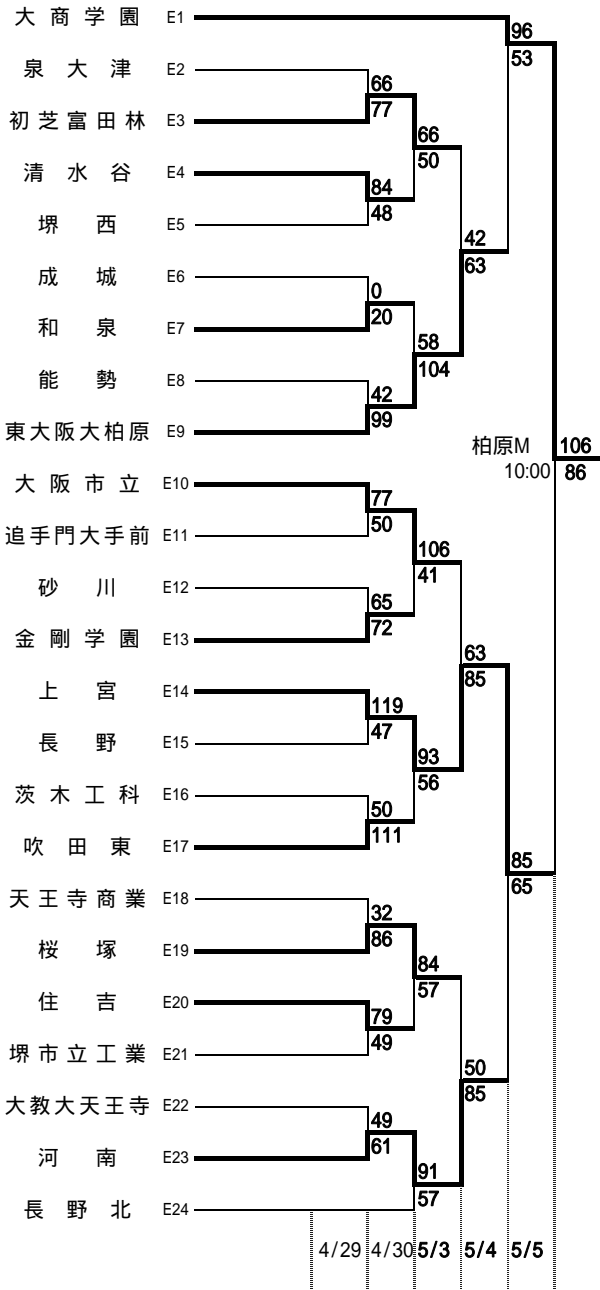 大商学園 E1
96
53
泉大津 E2
66
77
初芝富田林 E3
66
50
清水谷 E4
84
48
堺西 E5
42
63
成城 E6
0
20
和泉 E7
58
104
能勢 E8
42
99
東大阪大柏原 E9
柏原M 106
10:00 86
大阪市立 E10
77
50
追手門大手前 E11
106
41
砂川 E12
65
72
金剛学園 E13
63
85
上宮 E14
119
47
長野 E15
93
56
茨木工科 E16
50
111
吹田東 E17
85
65
天王寺商業 E18
32
86
桜塚 E19
84
57
住吉 E20
79
49
堺市立工業 E21
50
85
大教大天王寺 E22
49
61
河南 E23
91
57
長野北 E24
4/29 4/30 5/3 5/4 5/5